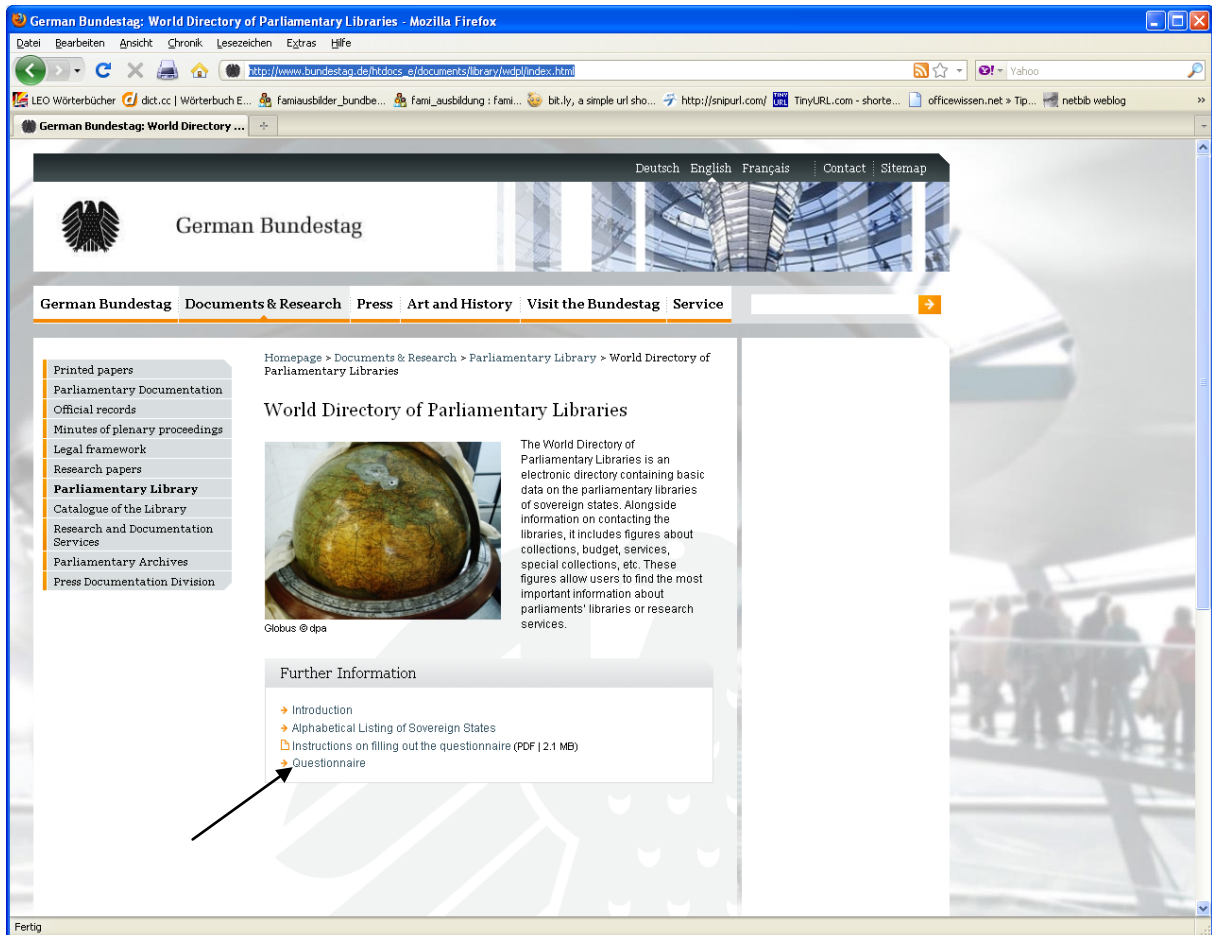 German Bundestag: World Directory of Parliamentary Libraries - Mozilla Firefox
Datei Bearbeiten Ansicht Chronik Lesezeichen Extras Hilfe
http://www.bundestag.de/htdocs_e/documents/library/wdpl/index.html Yahoo
LEO Wörterbücher dict.cc | Wörterbuch E... famiausbilder_bundbe... fami_ausbildung : fami... bit.ly, a simple url sho... http://snipurl.com/ TinyURL.com - shorte... officewissen.net » Tip... netbib weblog »
German Bundestag: World Directory ...
Deutsch English Français Contact Sitemap
German Bundestag
German Bundestag Documents & Research Press Art and History Visit the Bundestag Service
Printed papers
Parliamentary Documentation
Official records
Minutes of plenary proceedings
Legal framework
Research papers
Parliamentary Library
Catalogue of the Library
Research and Documentation
Services
Parliamentary Archives
Press Documentation Division
Homepage > Documents & Research > Parliamentary Library > World Directory of
Parliamentary Libraries
World Directory of Parliamentary Libraries
The World Directory of
Parliamentary Libraries is an
electronic directory containing basic
data on the parliamentary libraries
of sovereign states. Alongside
information on contacting the
libraries, it includes figures about
collections, budget, services,
special collections, etc. These
figures allow users to find the most
important information about
parliaments' libraries or research
services.
Globus © dpa
Further Information
Introduction
Alphabetical Listing of Sovereign States
Instructions on filling out the questionnaire (PDF | 2.1 MB)
Questionnaire
Fertig